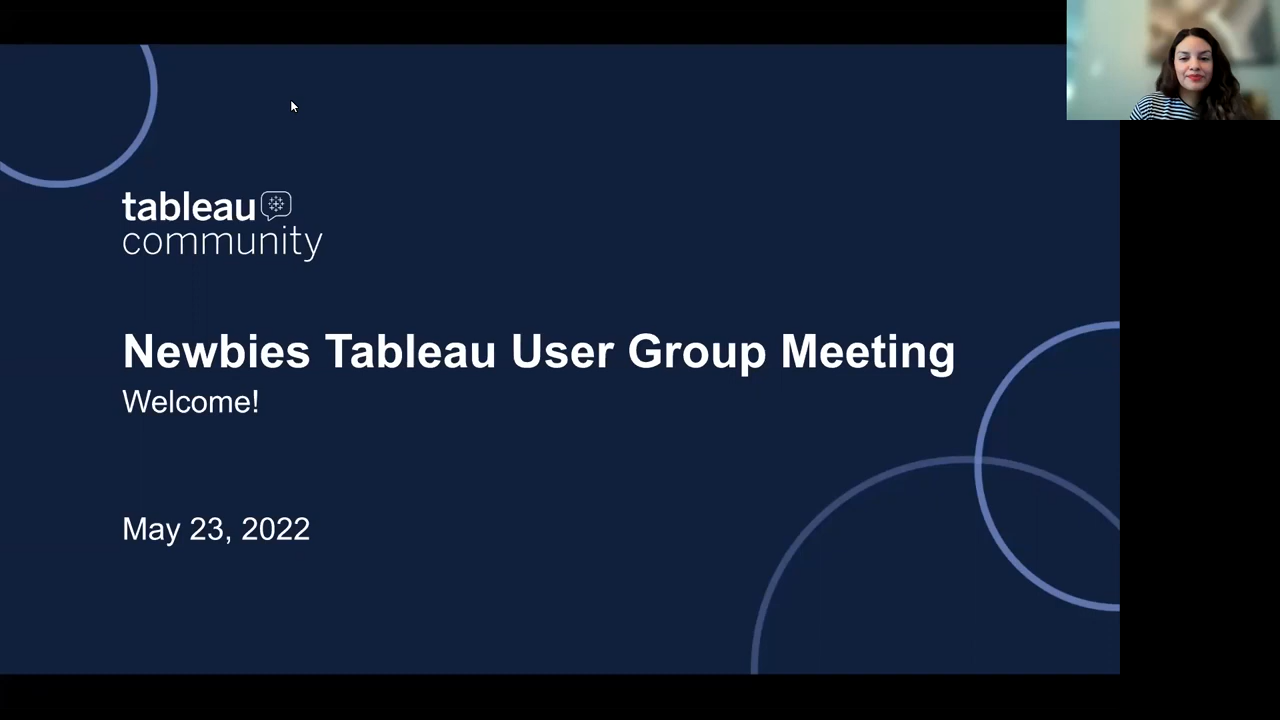 tableau
community
Newbies Tableau User Group Meeting
Welcome!
May 23, 2022